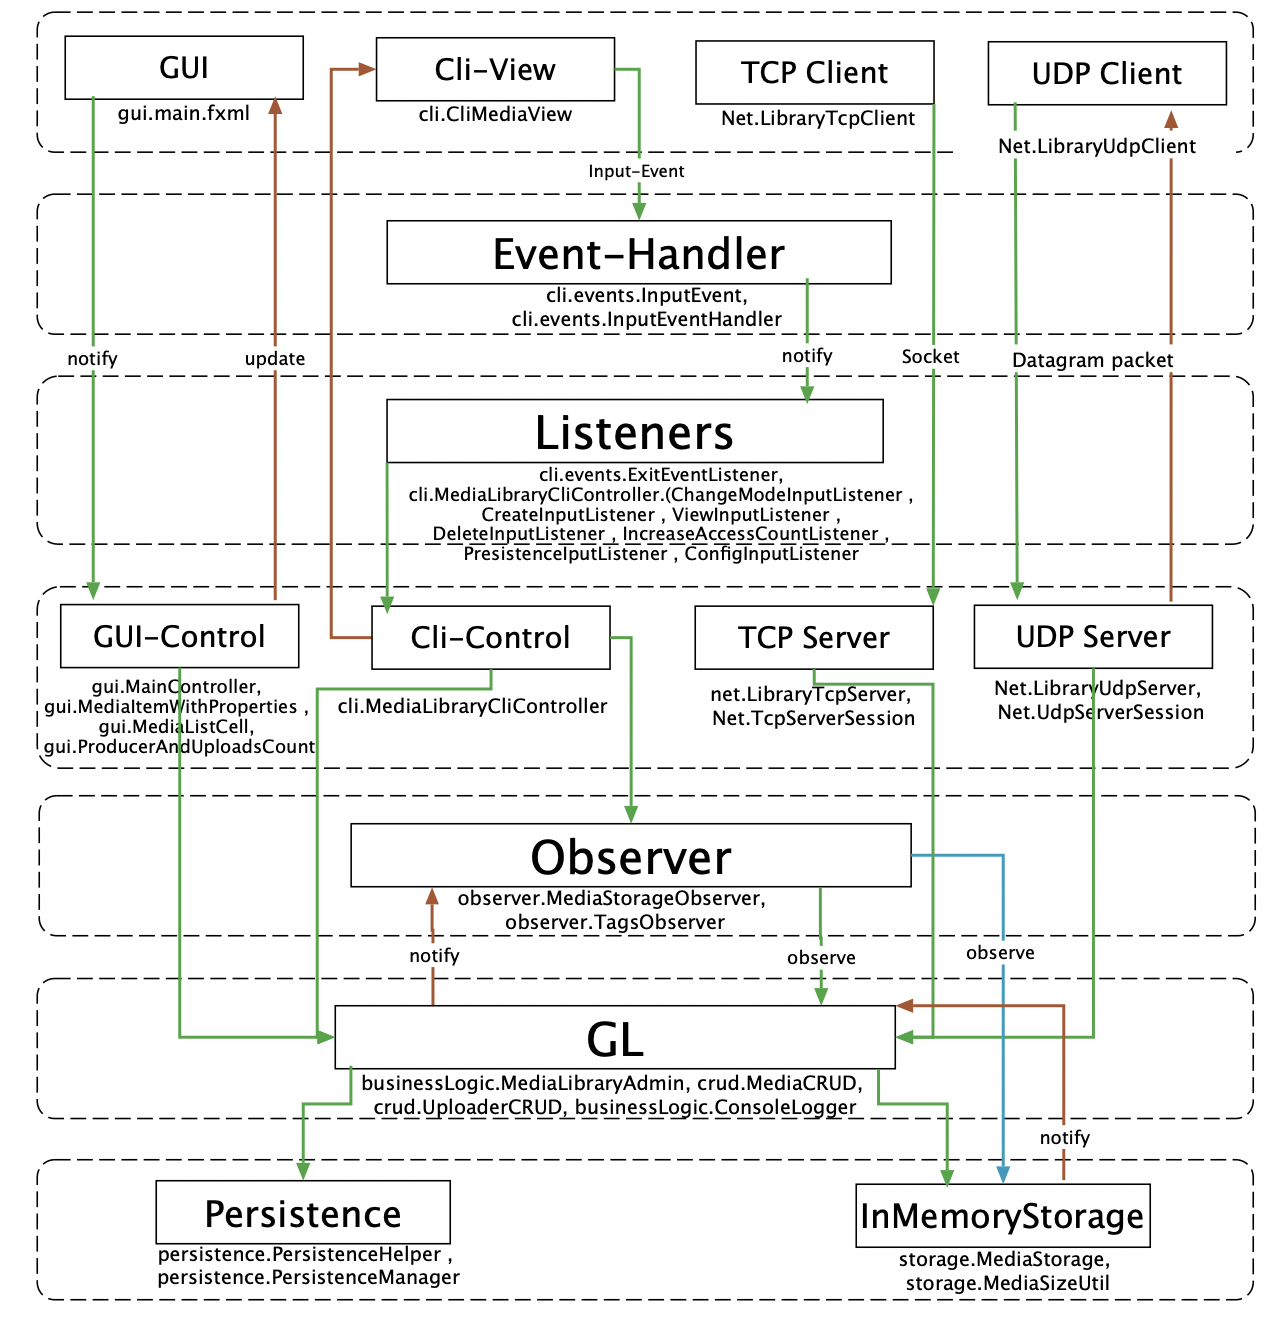 GUI
gui.main.fxml
Cli-View
cli.CliMediaView
TCP Client
Net.LibraryTcpClient
UDP Client
Net.LibraryUdpClient
Input-Event
Event-Handler
cli.events.InputEvent,
cli.events.InputEventHandler
notify
update
notify
Socket
Datagram packet
Listeners
cli.events.ExitEventListener,
cli.MediaLibraryCliController.(ChangeModeInputListener ,
CreateInputListener , ViewInputListener ,
DeleteInputListener , IncreaseAccessCountListener ,
PresistenceIputListener , ConfigInputListener
GUI-Control
gui.MainController,
gui.MediaItemWithProperties ,
gui.MediaListCell,
gui.ProducerAndUploadsCount
Cli-Control
cli.MediaLibraryCliController
TCP Server
net.LibraryTcpServer,
Net.TcpServerSession
UDP Server
Net.LibraryUdpServer,
Net.UdpServerSession
Observer
observer.MediaStorageObserver,
observer.TagsObserver
notify
observe
observe
GL
businessLogic.MediaLibraryAdmin, crud.MediaCRUD,
crud.UploaderCRUD, businessLogic.ConsoleLogger
notify
Persistence
persistence.PersistenceHelper ,
persistence.PersistenceManager
InMemoryStorage
storage.MediaStorage,
storage.MediaSizeUtil